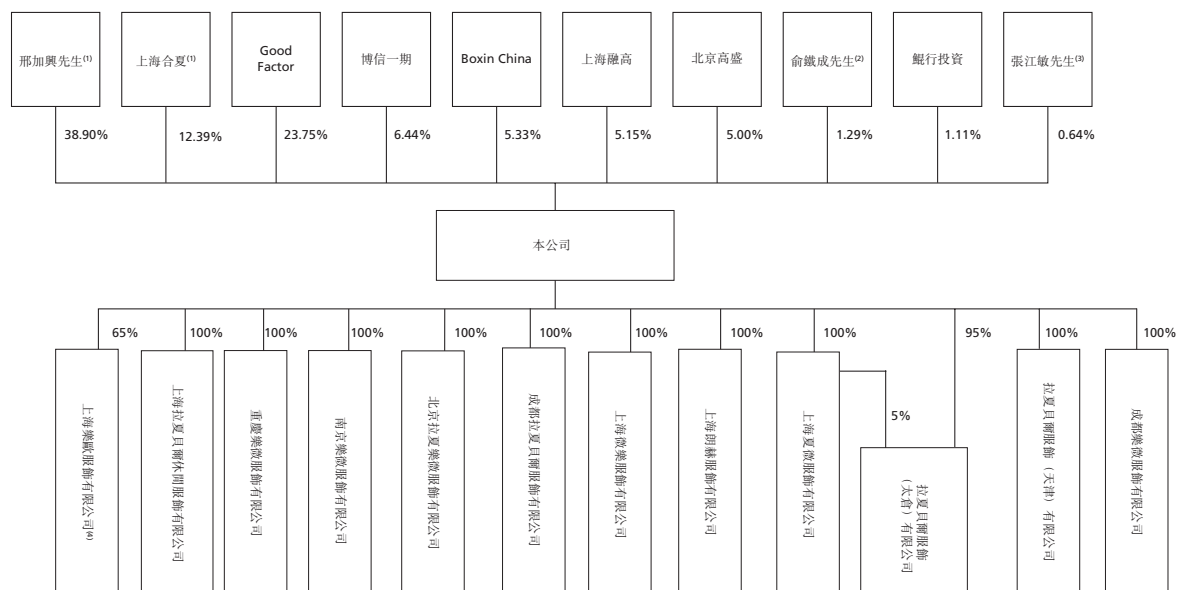 邢加興先生(1)
上海合夏(1)
Good
Factor
博信一期
Boxin China
上海融高
北京高盛
俞鐵成先生(2)
鯤行投資
張江敏先生(3)
38.90%
12.39%
23.75%
6.44%
5.33%
5.15%
5.00%
1.29%
1.11%
0.64%
本公司
65%
100%
100%
100%
100%
100%
100%
100%
100%
95%
100%
100%
5%
上海樂歐服飾有限公司(4)
上海拉夏貝爾休閒服飾有限公司
重慶樂微服飾有限公司
南京樂微服飾有限公司
北京拉夏樂微服飾有限公司
成都拉夏貝爾服飾有限公司
上海微樂服飾有限公司
上海朗赫服飾有限公司
上海夏微服飾有限公司
拉夏貝爾服飾
（太倉）有限公司
拉夏貝爾服飾（天津）有限公司
成都樂微服飾有限公司